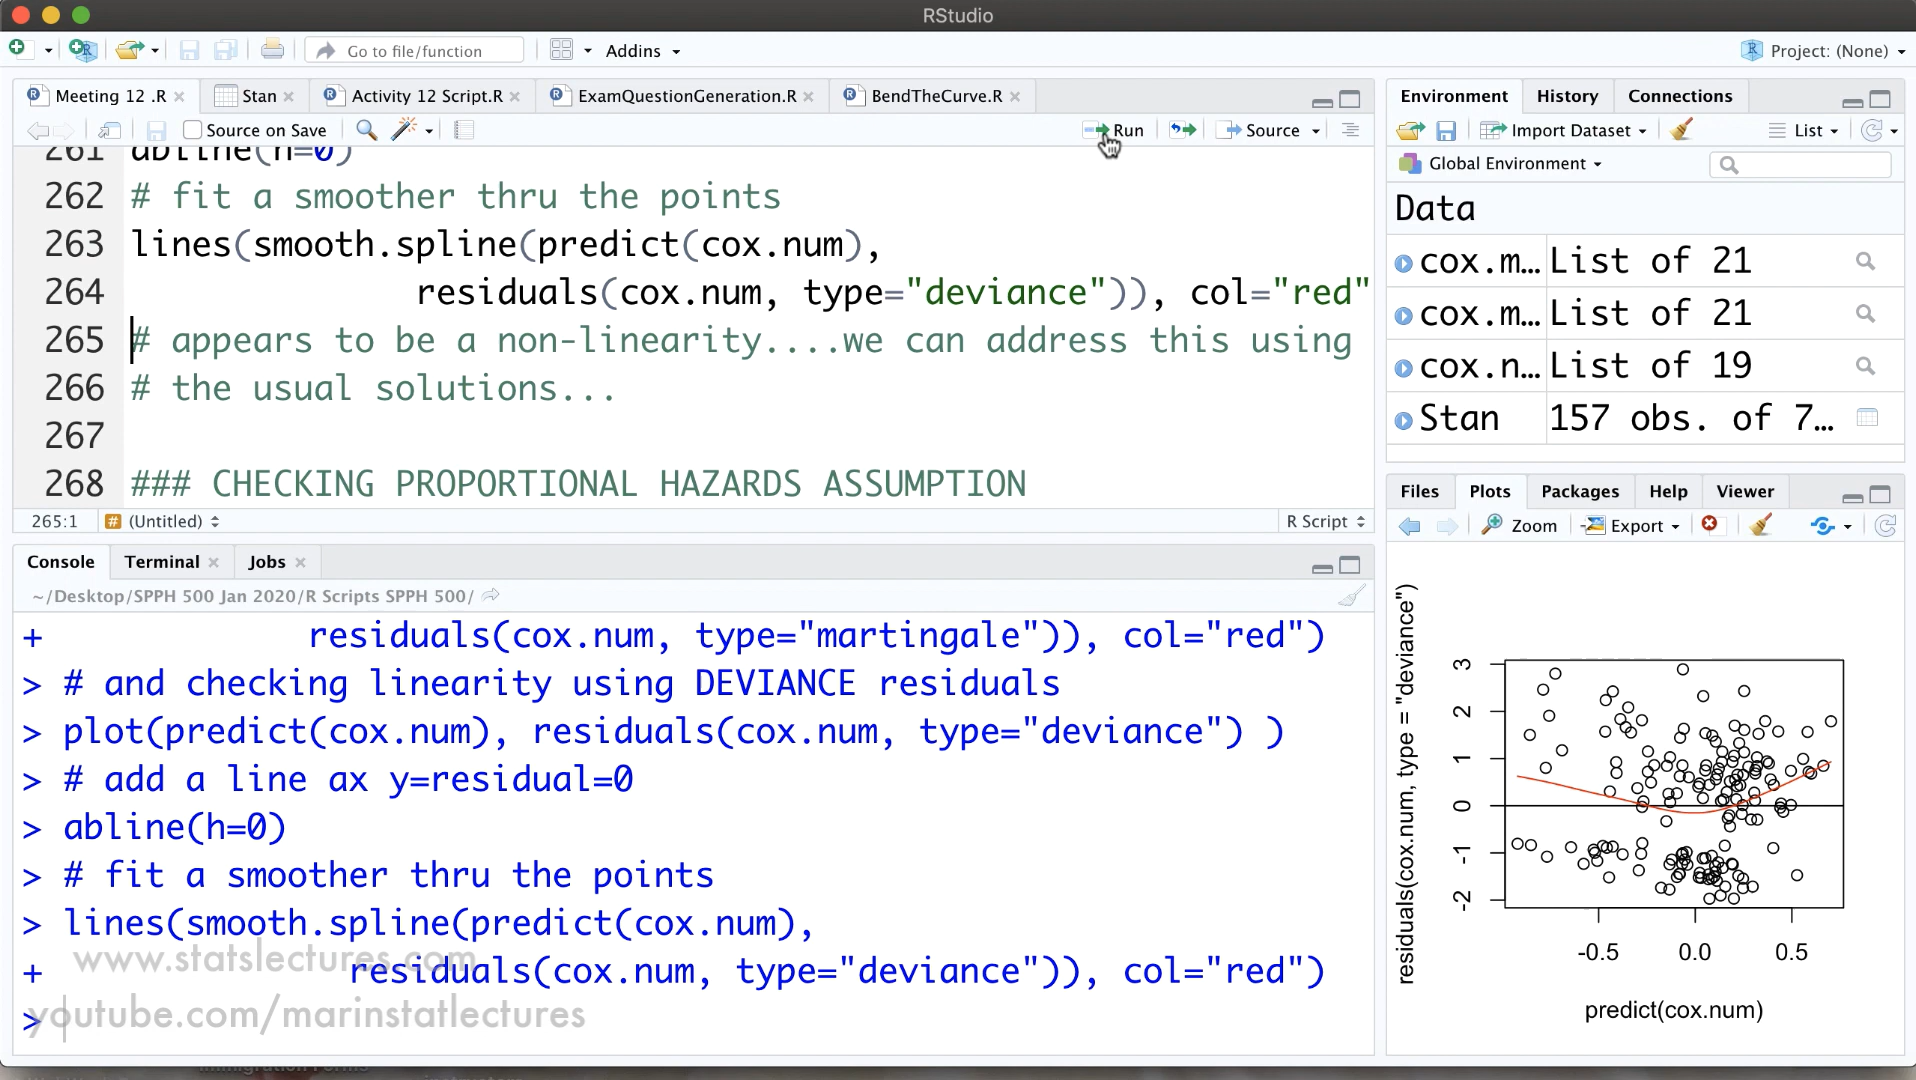 RStudio
Go to file/function
Addins
Project: (None)
Meeting 12 .R
Stan
Activity 12 Script.R
ExamQuestionGeneration.R
BendTheCurve.R
Source on Save
Run
Source
261 abline(h=0)
262 # fit a smoother thru the points
263 lines(smooth.spline(predict(cox.num),
264 residuals(cox.num, type="deviance")), col="red"
265 # appears to be a non-linearity....we can address this using
266 # the usual solutions...
267
268 ### CHECKING PROPORTIONAL HAZARDS ASSUMPTION
265:1
# (Untitled)
R Script
Console
Terminal
Jobs
~/Desktop/SPPH 500 Jan 2020/R Scripts SPPH 500/
+ residuals(cox.num, type="martingale")), col="red")
> # and checking linearity using DEVIANCE residuals
> plot(predict(cox.num), residuals(cox.num, type="deviance") )
> # add a line ax y=residual=0
> abline(h=0)
> # fit a smoother thru the points
> lines(smooth.spline(predict(cox.num),
+ residuals(cox.num, type="deviance")), col="red")
>
www.statslectures.com
youtube.com/marinstatlectures
Environment
History
Connections
Import Dataset
List
Global Environment
Data
cox.m… List of 21
cox.m… List of 21
cox.n… List of 19
Stan 157 obs. of 7…
Files
Plots
Packages
Help
Viewer
Zoom
Export
residuals(cox.num, type = "deviance")
3
2
1
0
-1
-2
-0.5
0.0
0.5
predict(cox.num)